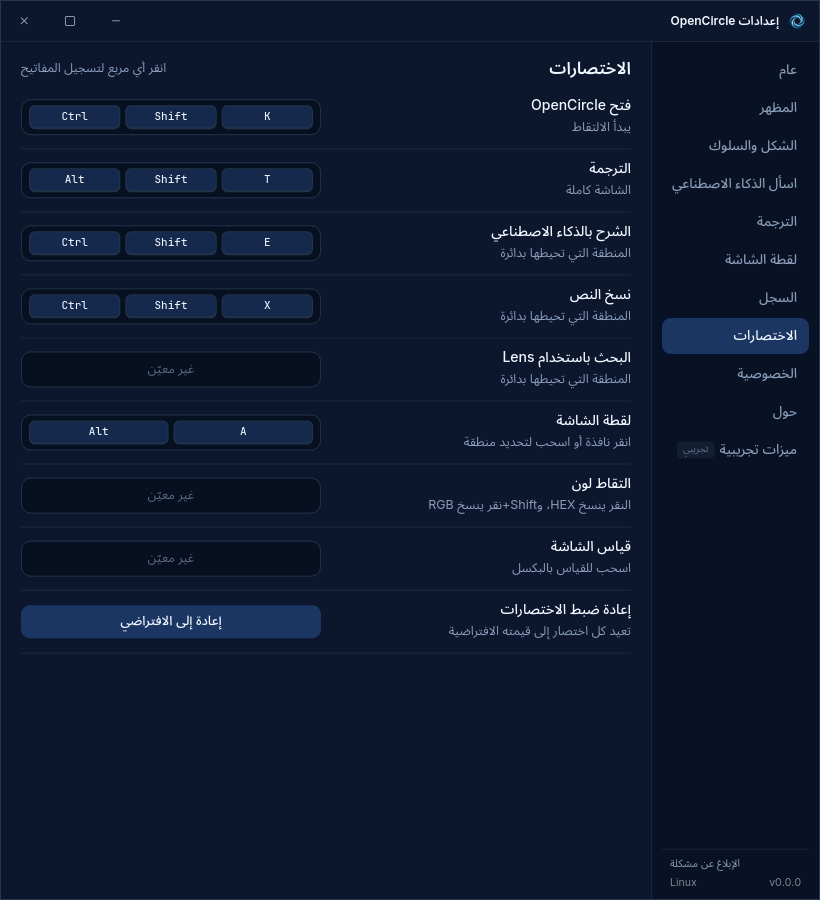 إعدادات OpenCircle
عام
المظهر
الشكل والسلوك
اسأل الذكاء الاصطناعي
الترجمة
لقطة الشاشة
السجل
الاختصارات
الخصوصية
حول
ميزات تجريبية تجريبي
الإبلاغ عن مشكلة
v0.0.0 Linux
الاختصارات
انقر أي مربع لتسجيل المفاتيح
فتح OpenCircle
يبدأ الالتقاط
Ctrl Shift K
الترجمة
الشاشة كاملة
Alt Shift T
الشرح بالذكاء الاصطناعي
المنطقة التي تحيطها بدائرة
Ctrl Shift E
نسخ النص
المنطقة التي تحيطها بدائرة
Ctrl Shift X
البحث باستخدام Lens
المنطقة التي تحيطها بدائرة
غير معيّن
لقطة الشاشة
انقر نافذة أو اسحب لتحديد منطقة
Alt A
التقاط لون
النقر ينسخ HEX، وShift+نقر ينسخ RGB
غير معيّن
قياس الشاشة
اسحب للقياس بالبكسل
غير معيّن
إعادة ضبط الاختصارات
تعيد كل اختصار إلى قيمته الافتراضية
إعادة إلى الافتراضي